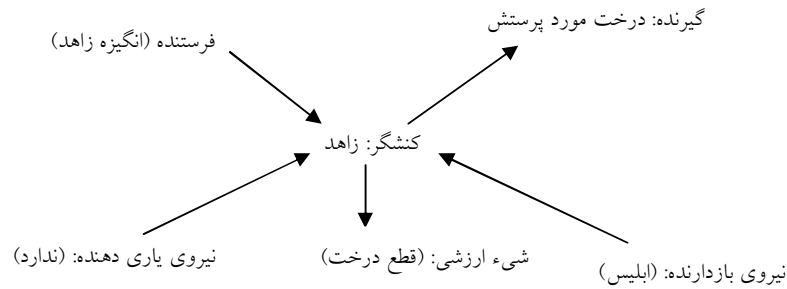 گیرنده: درخت مورد پرستش
فرستنده (انگیزه زاهد)
کنشگر: زاهد
نیروی بازدارنده: (ابلیس)
شیء ارزشی: (قطع درخت)
نیروی یاری دهنده: (ندارد)